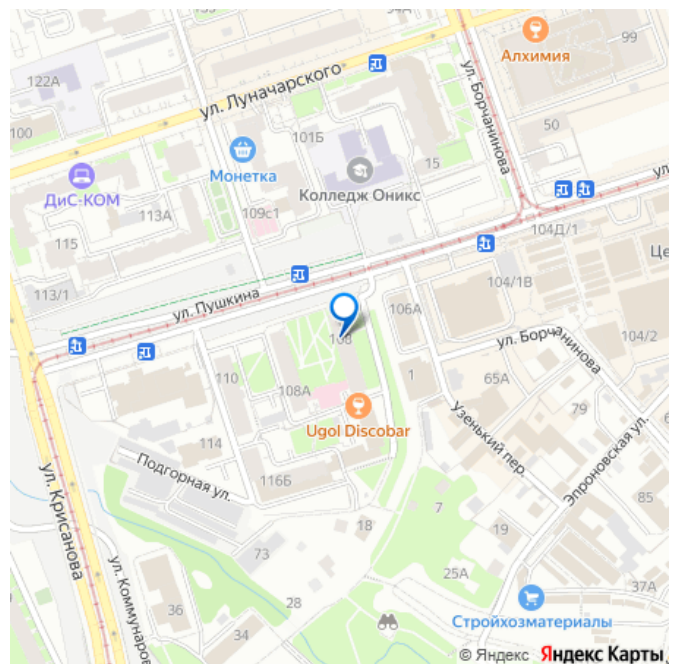 133
99
Алхимия
122А
ул. Луначарского
ул. Борчанинова
100
101Б
50
Монетка
15
Колледж Оникс
ДиС-КОМ
113А
109с1
115
104Д/1
Це
113/1
ул. Пушкина
104/1В
106А
108
ул. Борчанинова
104/2
110
108А
1
65А
Ugol Discobar
79
Узенький пер.
114
Подгорная ул.
116Б
Эпроновская ул.
85
7
18
19
ул. Крисанова
73
25А
37А
ул. Коммунаров
28
36
34
Стройхозматериалы
© Яндекс Яндекс Карты